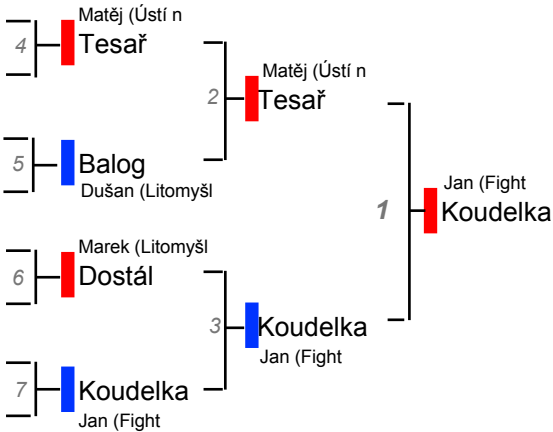 Matěj (Ústí n
4
Tesař
Matěj (Ústí n
2
Tesař
5
Balog
Dušan (Litomyšl
Jan (Fight
1
Koudelka
Marek (Litomyšl
6
Dostál
3
Koudelka
Jan (Fight
7
Koudelka
Jan (Fight